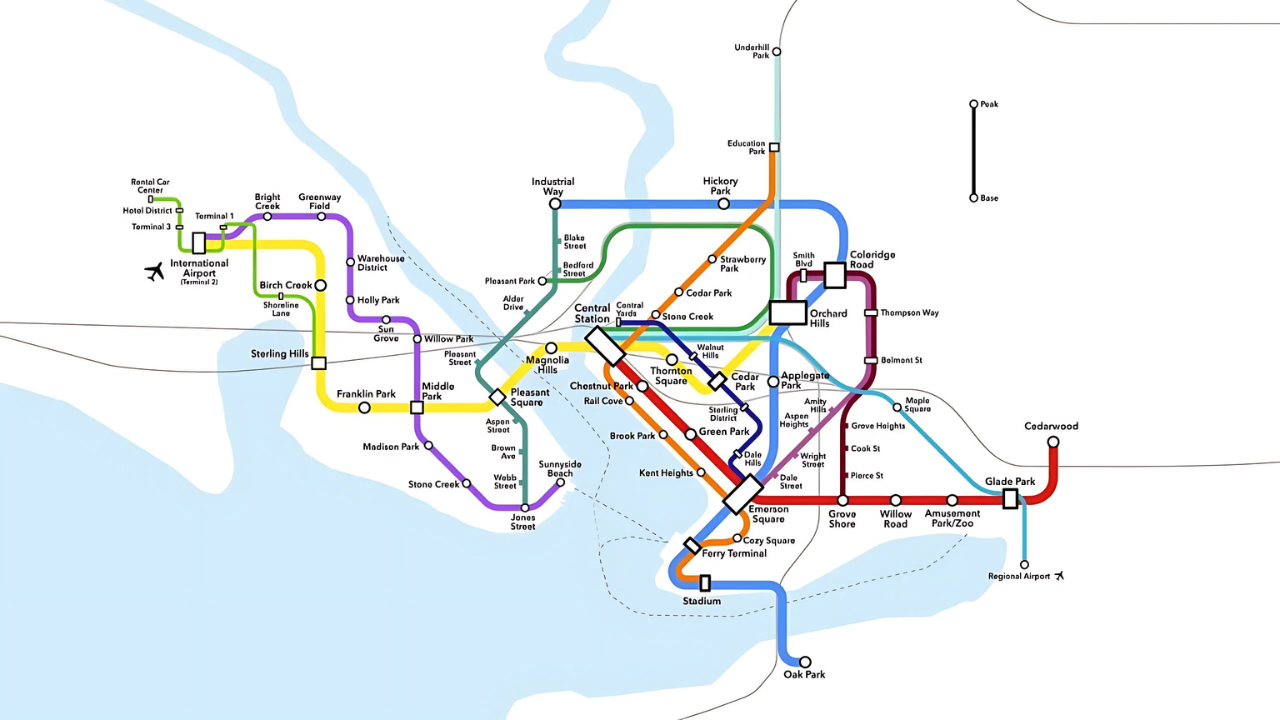 Underhill
Park
Peak
Education
Park
Base
Rental Car
Center
Hotel District
Terminal 3
Terminal 1
International
Airport
(Terminal 2)
Bright
Creek
Greenway
Field
Industrial
Way
Hickory
Park
Warehouse
District
Birch Creek
Shoreline
Lane
Holly Park
Sun
Grove
Willow Park
Sterling Hills
Franklin Park
Middle
Park
Madison Park
Stone Creek
Jones
Street
Sunnyside
Beach
Blake
Street
Bedford
Street
Pleasant Park
Alder
Drive
Pleasant
Street
Pleasant
Square
Aspen
Street
Brown
Ave
Webb
Street
Magnolia
Hills
Central
Station
Central
Yards
Strawberry
Park
Cedar Park
Stone Creek
Walnut
Hills
Thornton
Square
Cedar
Park
Chestnut Park
Rail Cove
Brook Park
Green Park
Kent Heights
Sterling
District
Dale
Hills
Smith
Blvd
Coleridge
Road
Orchard
Hills
Thompson Way
Belmont St
Applegate
Park
Amity
Hills
Aspen
Heights
Wright
Street
Dale
Street
Maple
Square
Grove Heights
Cook St
Pierce St
Emerson
Square
Cozy Square
Ferry Terminal
Stadium
Oak Park
Grove
Shore
Willow
Road
Amusement
Park/Zoo
Glade Park
Cedarwood
Regional Airport